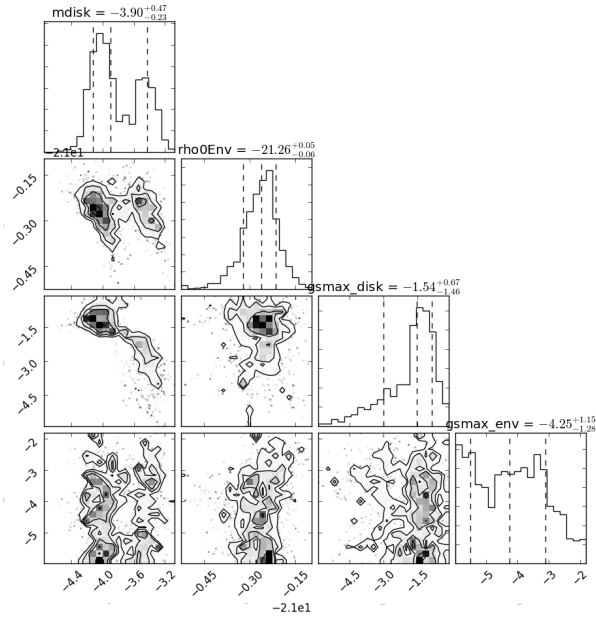 mdisk = −3.90 +0.47 −0.23
−2.1e1
rho0Env = −21.26 +0.05 −0.06
−0.15
−0.30
−0.45
gsmax_disk = −1.54 +0.67 −1.46
−1.5
−3.0
−4.5
gsmax_env = −4.25 +1.15 −1.28
−2
−3
−4
−5
−4.4 −4.0 −3.6 −3.2 −0.45 −0.30 −0.15 −4.5 −3.0 −1.5 −5 −4 −3 −2
−2.1e1